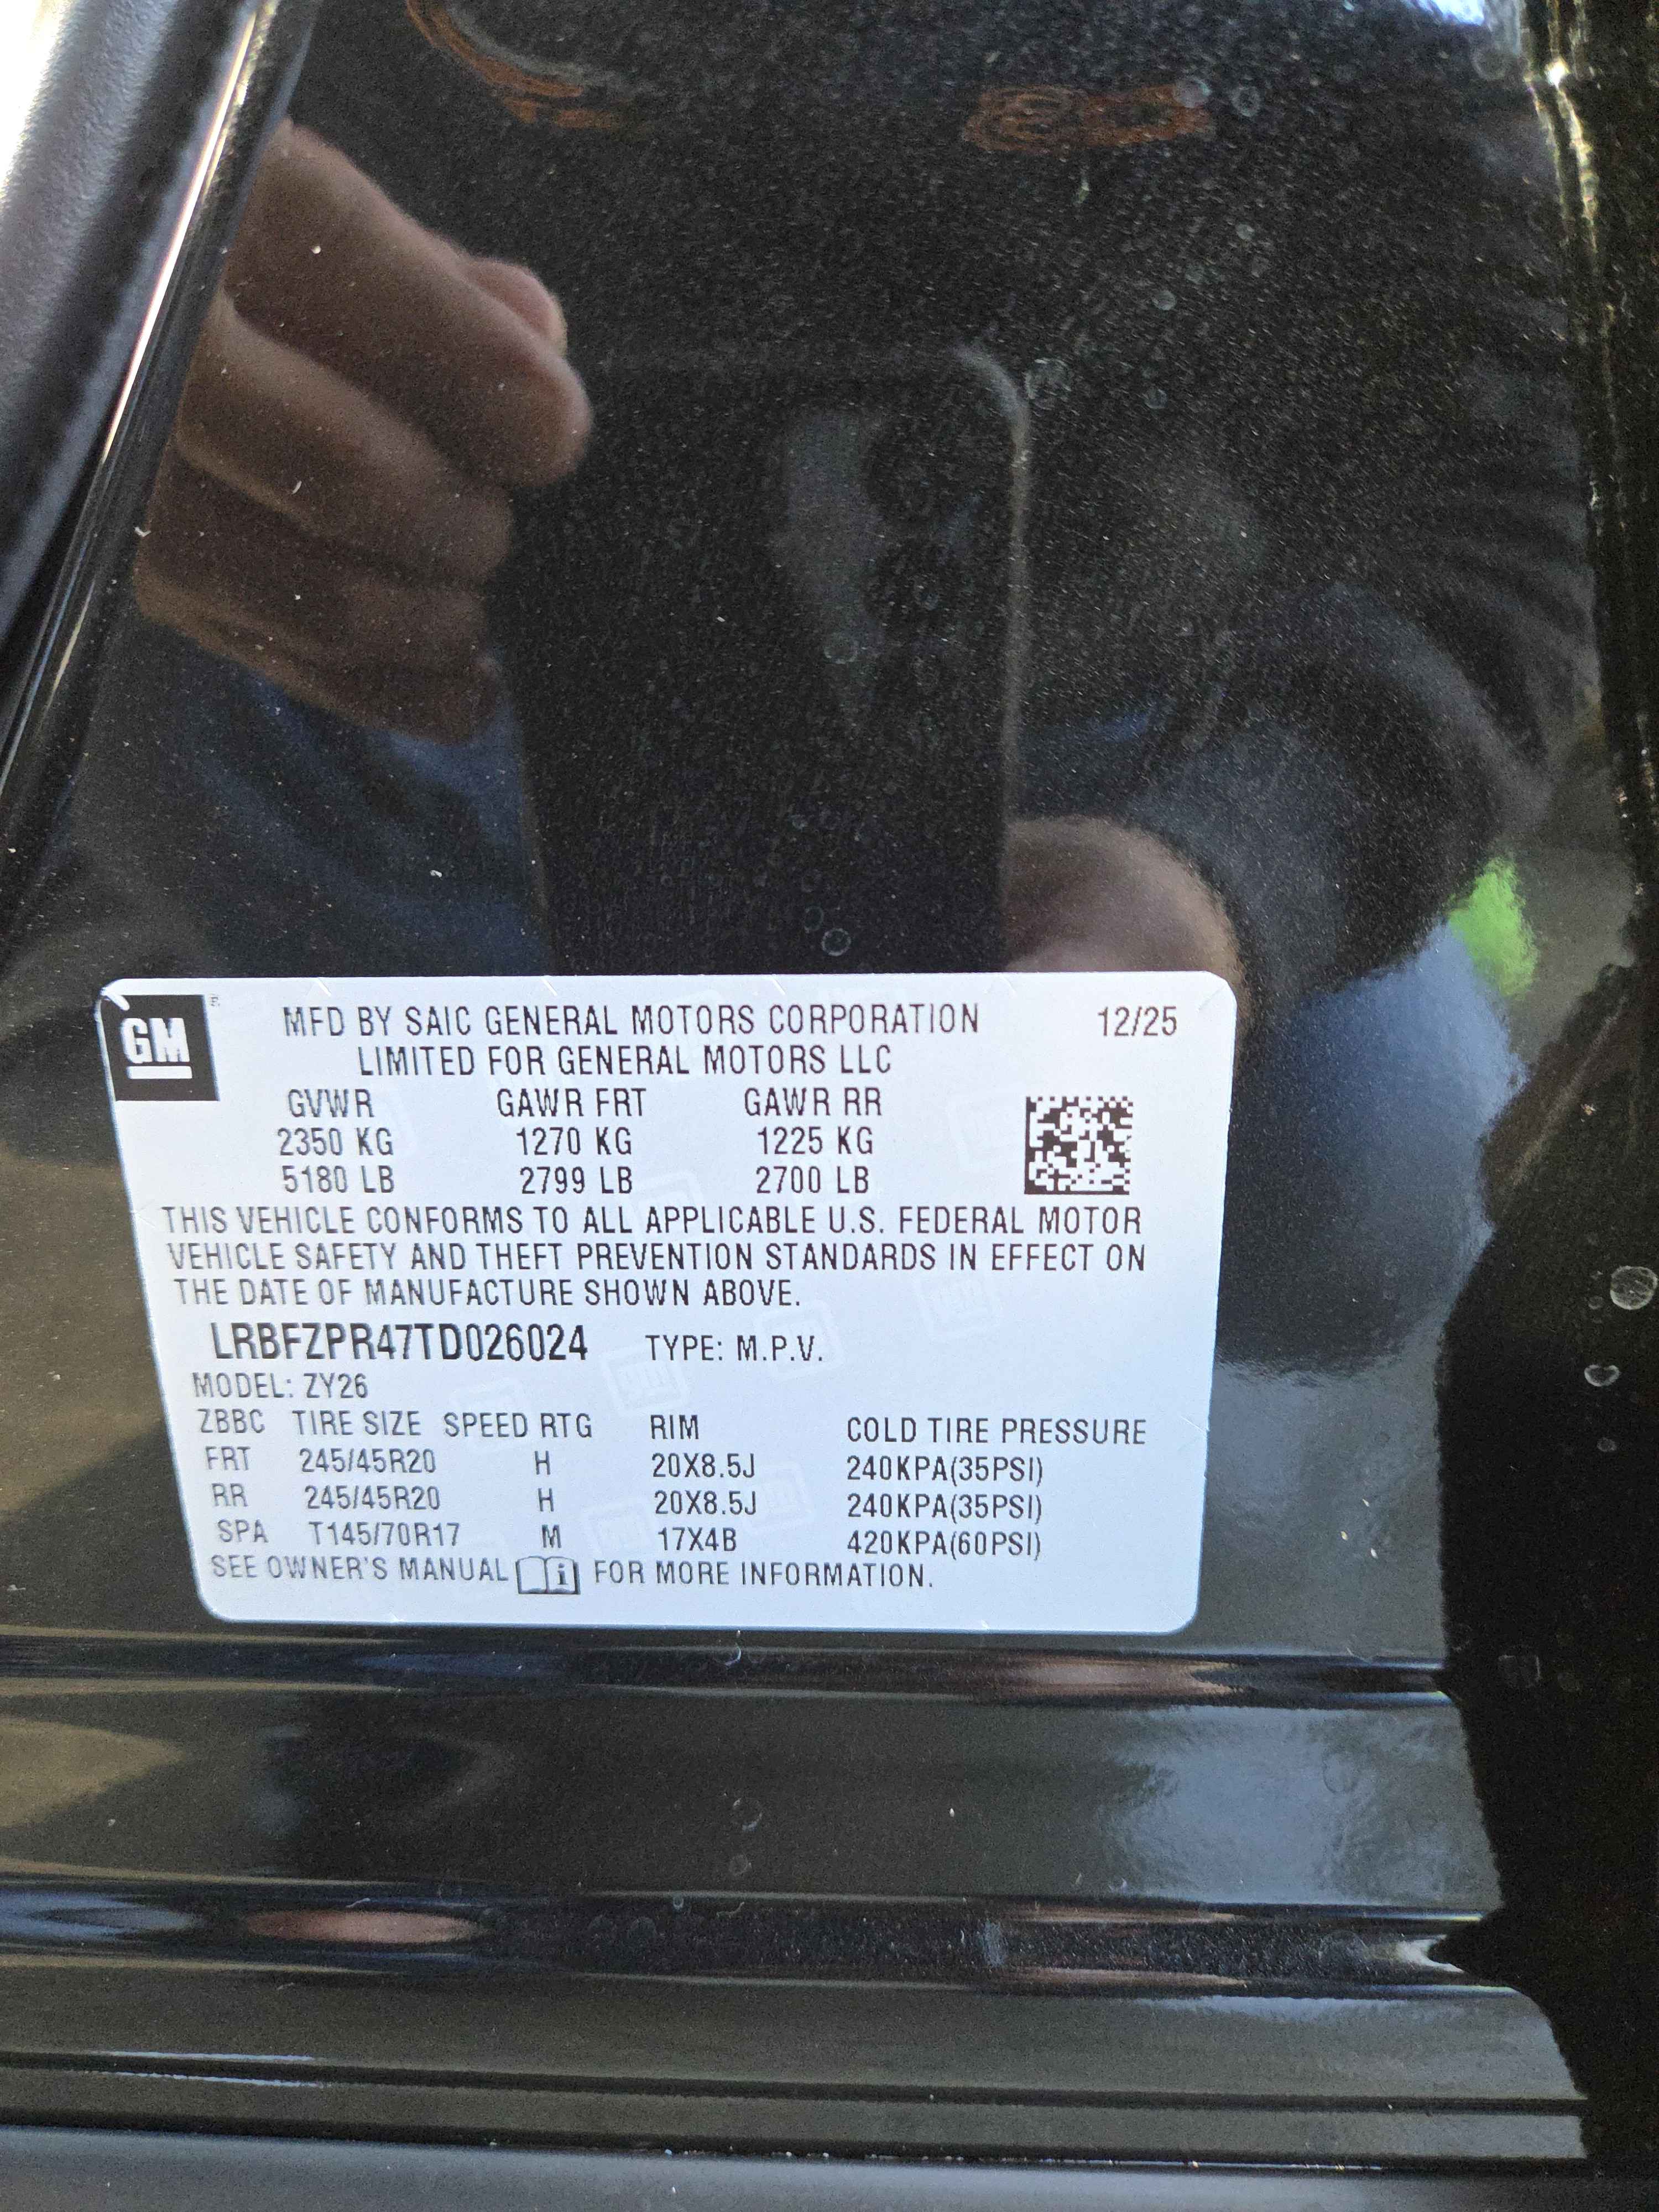 GM
MFD BY SAIC GENERAL MOTORS CORPORATION 12/25
LIMITED FOR GENERAL MOTORS LLC
GVWR GAWR FRT GAWR RR
2350 KG 1270 KG 1225 KG
5180 LB 2799 LB 2700 LB
THIS VEHICLE CONFORMS TO ALL APPLICABLE U.S. FEDERAL MOTOR
VEHICLE SAFETY AND THEFT PREVENTION STANDARDS IN EFFECT ON
THE DATE OF MANUFACTURE SHOWN ABOVE.
LRBFZPR47TD026024 TYPE: M.P.V.
MODEL: ZY26
ZBBC TIRE SIZE SPEED RTG RIM COLD TIRE PRESSURE
FRT 245/45R20 H 20X8.5J 240KPA(35PSI)
RR 245/45R20 H 20X8.5J 240KPA(35PSI)
SPA T145/70R17 M 17X4B 420KPA(60PSI)
SEE OWNER'S MANUAL i FOR MORE INFORMATION.